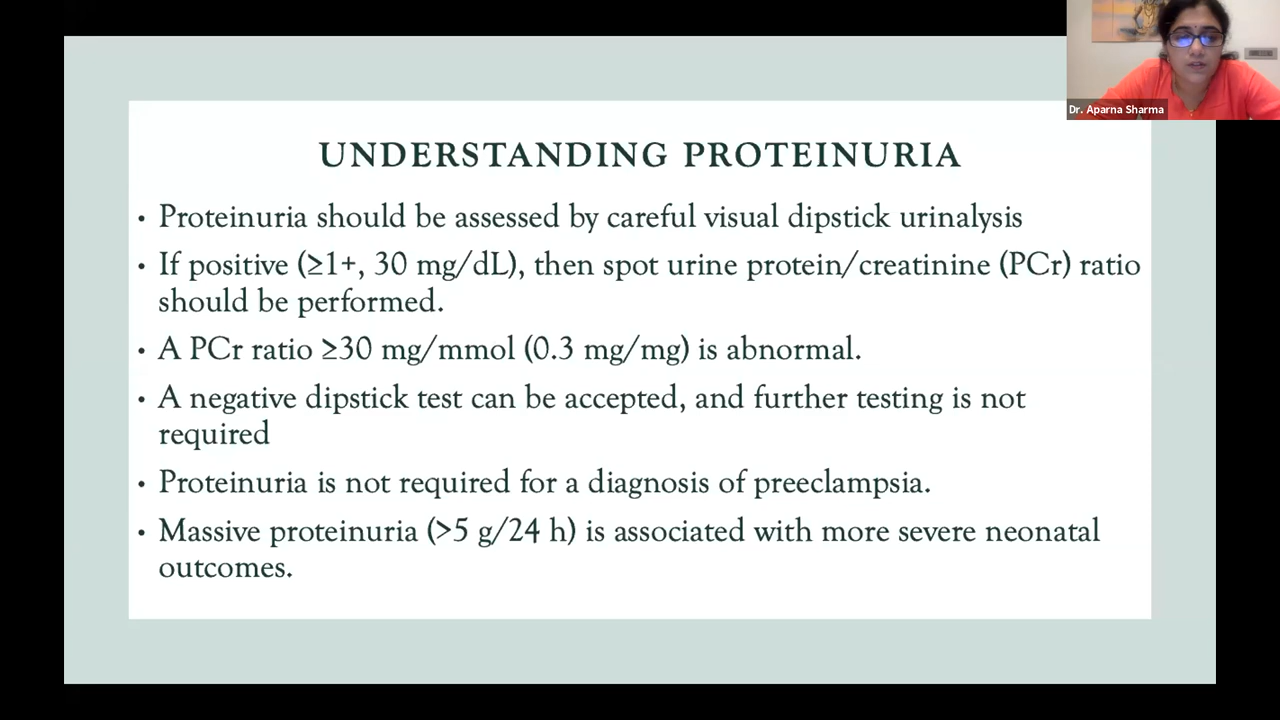 Dr. Aparna Sharma
UNDERSTANDING PROTEINURIA
• Proteinuria should be assessed by careful visual dipstick urinalysis
• If positive (≥1+, 30 mg/dL), then spot urine protein/creatinine (PCr) ratio
should be performed.
• A PCr ratio ≥30 mg/mmol (0.3 mg/mg) is abnormal.
• A negative dipstick test can be accepted, and further testing is not
required
• Proteinuria is not required for a diagnosis of preeclampsia.
• Massive proteinuria (>5 g/24 h) is associated with more severe neonatal
outcomes.